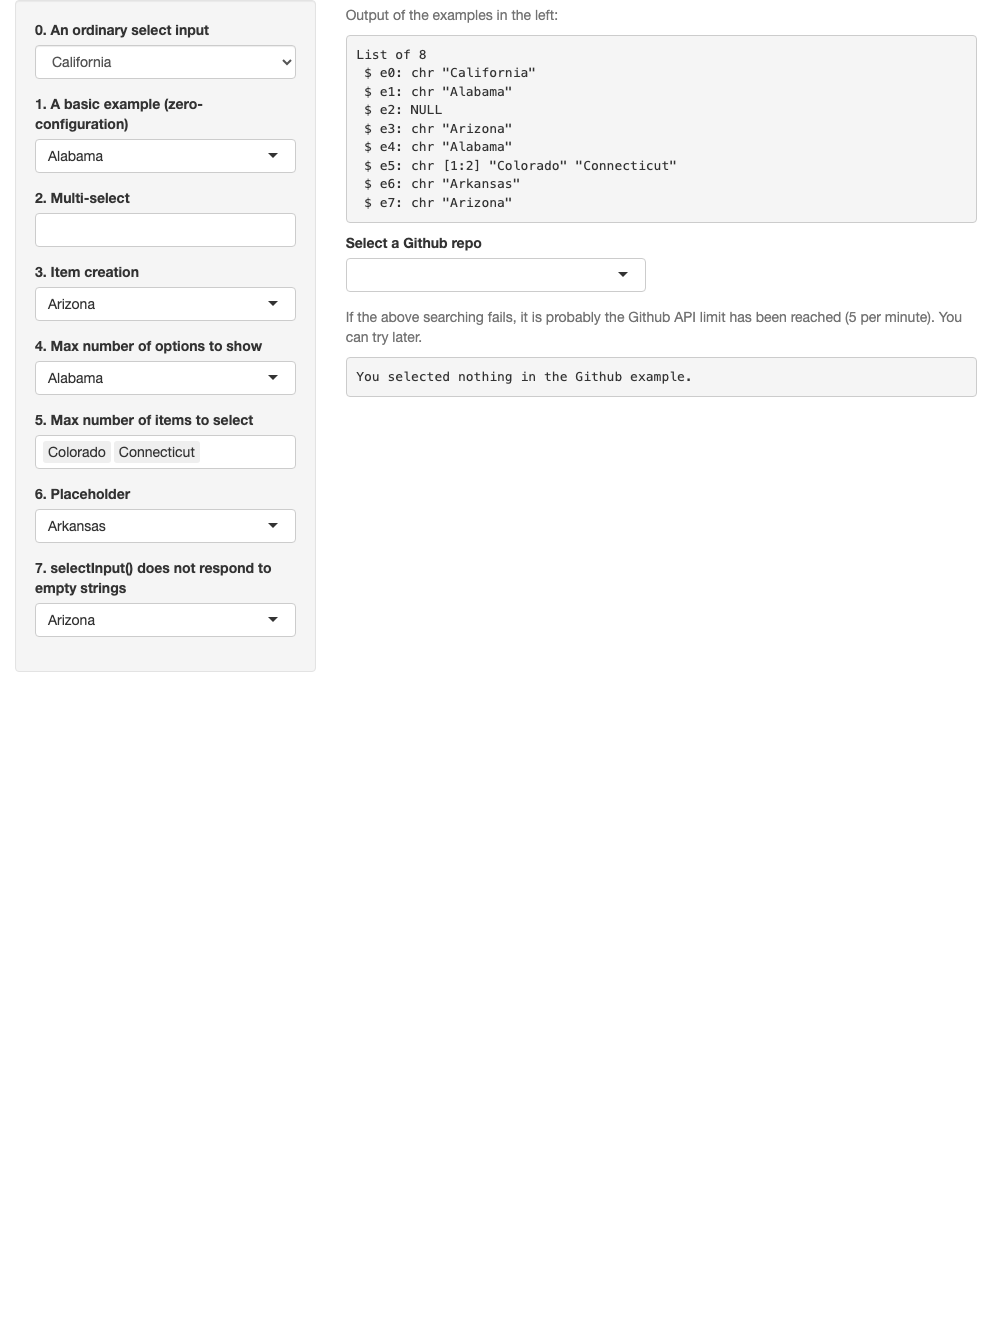 0. An ordinary select input
California
1. A basic example (zero-
configuration)
Alabama
2. Multi-select
3. Item creation
Arizona
4. Max number of options to show
Alabama
5. Max number of items to select
Colorado Connecticut
6. Placeholder
Arkansas
7. selectInput() does not respond to
empty strings
Arizona
Output of the examples in the left:
List of 8
 $ e0: chr "California"
 $ e1: chr "Alabama"
 $ e2: NULL
 $ e3: chr "Arizona"
 $ e4: chr "Alabama"
 $ e5: chr [1:2] "Colorado" "Connecticut"
 $ e6: chr "Arkansas"
 $ e7: chr "Arizona"
Select a Github repo
If the above searching fails, it is probably the Github API limit has been reached (5 per minute). You
can try later.
You selected nothing in the Github example.